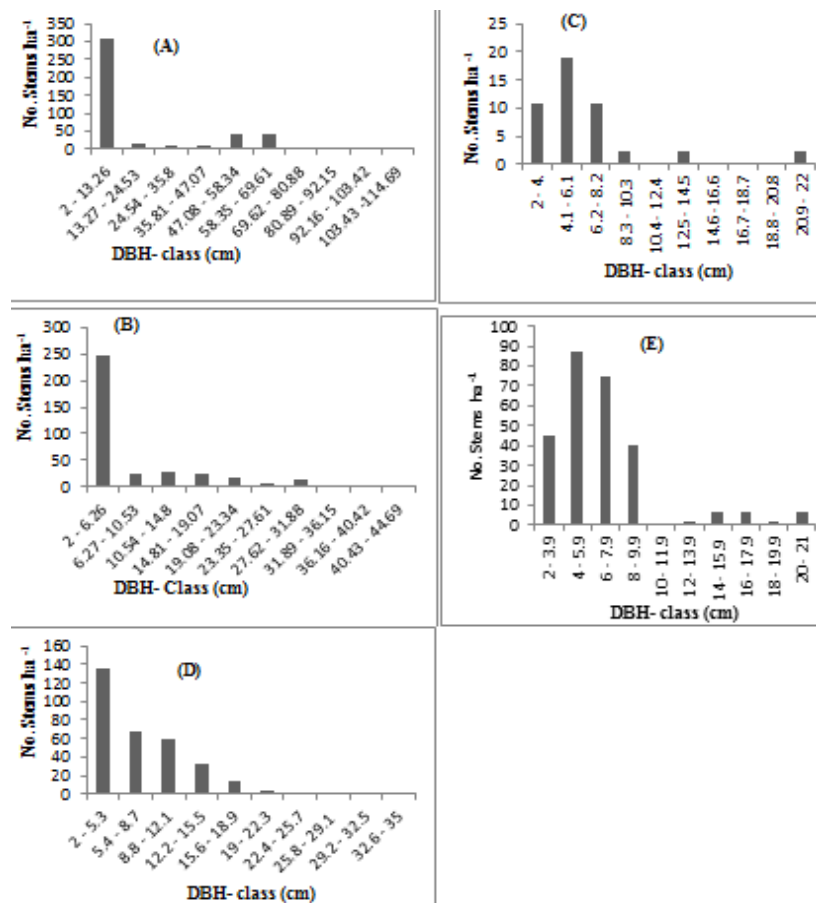 (A)
No. Stems ha⁻¹
350
300
250
200
150
100
50
0
2 - 13.26
13.27 - 24.53
24.54 - 35.8
35.81 - 47.07
47.08 - 58.34
58.35 - 69.61
69.62 - 80.88
80.89 - 92.15
92.16 - 103.42
103.43 -114.69
DBH- class (cm)
(C)
No. Stems ha⁻¹
25
20
15
10
5
0
2 - 4.
4.1 - 6.1
6.2 - 8.2
8.3 - 10.3
10.4 - 12.4
12.5 - 14.5
14.6 - 16.6
16.7 - 18.7
18.8 - 20.8
20.9 - 22
DBH- class (cm)
(B)
No. Stems ha⁻¹
300
250
200
150
100
50
0
2 - 6.26
6.27 - 10.53
10.54 - 14.8
14.81 - 19.07
19.08 - 23.34
23.35 - 27.61
27.62 - 31.88
31.89 - 36.15
36.16 - 40.42
40.43 - 44.69
DBH- Class (cm)
(E)
No. Stems ha⁻¹
100
90
80
70
60
50
40
30
20
10
0
2 - 3.9
4 - 5.9
6 - 7.9
8 - 9.9
10- 11.9
12- 13.9
14 - 15.9
16 - 17.9
18 - 19.9
20- 21
DBH- class (cm)
(D)
No. Stems ha⁻¹
160
140
120
100
80
60
40
20
0
2 - 5.3
5.4 - 8.7
8.8 - 12.1
12.2 - 15.5
15.6 - 18.9
19 - 22.3
22.4 - 25.7
25.8 - 29.1
29.2 - 32.5
32.6 - 35
DBH- class (cm)